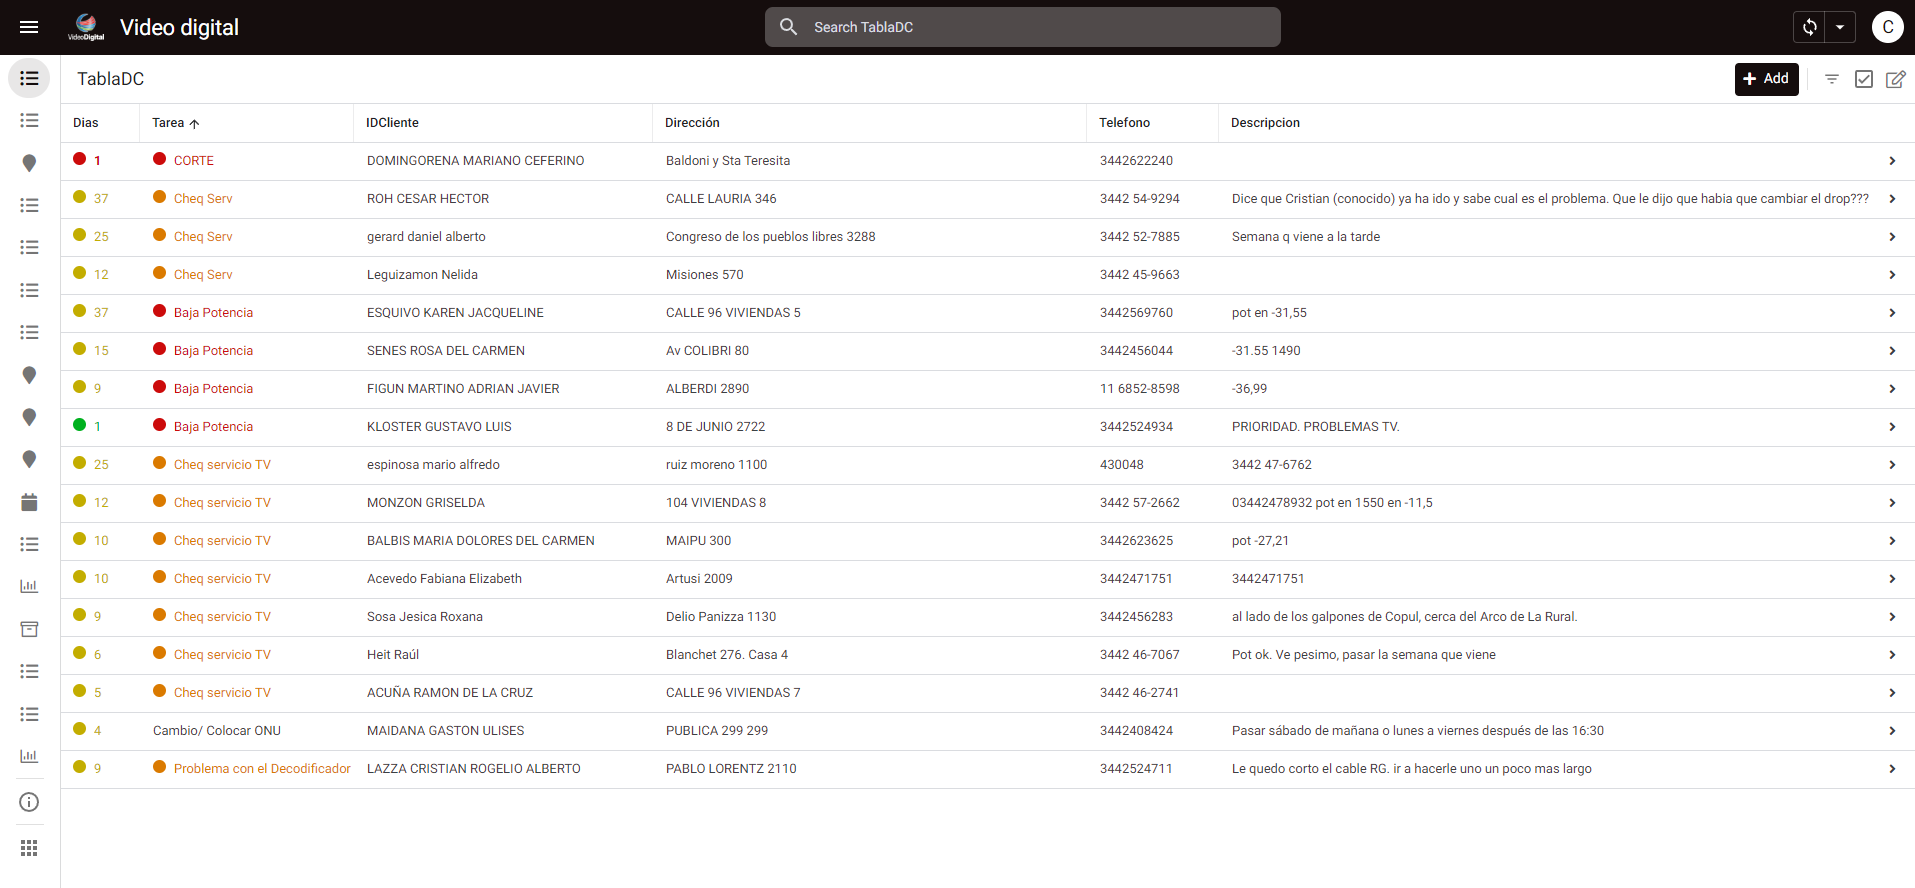 VideoDigital
Video digital
Search TablaDC
C
TablaDC
Add
Dias Tarea IDCliente Dirección Telefono Descripcion
1 CORTE DOMINGORENA MARIANO CEFERINO Baldoni y Sta Teresita 3442622240
37 Cheq Serv ROH CESAR HECTOR CALLE LAURIA 346 3442 54-9294 Dice que Cristian (conocido) ya ha ido y sabe cual es el problema. Que le dijo que habia que cambiar el drop???
25 Cheq Serv gerard daniel alberto Congreso de los pueblos libres 3288 3442 52-7885 Semana q viene a la tarde
12 Cheq Serv Leguizamon Nelida Misiones 570 3442 45-9663
37 Baja Potencia ESQUIVO KAREN JACQUELINE CALLE 96 VIVIENDAS 5 3442569760 pot en -31,55
15 Baja Potencia SENES ROSA DEL CARMEN Av COLIBRI 80 3442456044 -31.55 1490
9 Baja Potencia FIGUN MARTINO ADRIAN JAVIER ALBERDI 2890 11 6852-8598 -36,99
1 Baja Potencia KLOSTER GUSTAVO LUIS 8 DE JUNIO 2722 3442524934 PRIORIDAD. PROBLEMAS TV.
25 Cheq servicio TV espinosa mario alfredo ruiz moreno 1100 430048 3442 47-6762
12 Cheq servicio TV MONZON GRISELDA 104 VIVIENDAS 8 3442 57-2662 03442478932 pot en 1550 en -11,5
10 Cheq servicio TV BALBIS MARIA DOLORES DEL CARMEN MAIPU 300 3442623625 pot -27,21
10 Cheq servicio TV Acevedo Fabiana Elizabeth Artusi 2009 3442471751 3442471751
9 Cheq servicio TV Sosa Jesica Roxana Delio Panizza 1130 3442456283 al lado de los galpones de Copul, cerca del Arco de La Rural.
6 Cheq servicio TV Heit Raúl Blanchet 276. Casa 4 3442 46-7067 Pot ok. Ve pesimo, pasar la semana que viene
5 Cheq servicio TV ACUÑA RAMON DE LA CRUZ CALLE 96 VIVIENDAS 7 3442 46-2741
4 Cambio/ Colocar ONU MAIDANA GASTON ULISES PUBLICA 299 299 3442408424 Pasar sábado de mañana o lunes a viernes después de las 16:30
9 Problema con el Decodificador LAZZA CRISTIAN ROGELIO ALBERTO PABLO LORENTZ 2110 3442524711 Le quedo corto el cable RG. ir a hacerle uno un poco mas largo